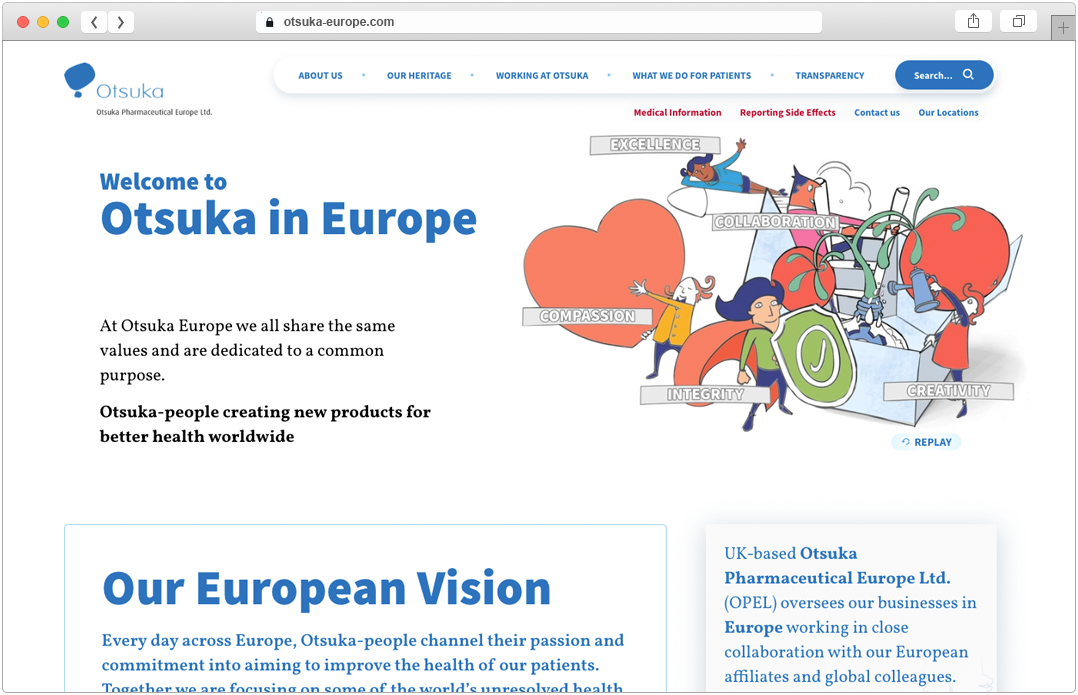 otsuka-europe.com
Otsuka
Otsuka Pharmaceutical Europe Ltd.
ABOUT US
OUR HERITAGE
WORKING AT OTSUKA
WHAT WE DO FOR PATIENTS
TRANSPARENCY
Search...
Medical Information
Reporting Side Effects
Contact us
Our Locations
Welcome to
Otsuka in Europe
At Otsuka Europe we all share the same
values and are dedicated to a common
purpose.
Otsuka-people creating new products for
better health worldwide
EXCELLENCE
COLLABORATION
COMPASSION
INTEGRITY
CREATIVITY
REPLAY
Our European Vision
Every day across Europe, Otsuka-people channel their passion and
commitment into aiming to improve the health of our patients.
Together we are focusing on some of the world's unresolved health
UK-based Otsuka
Pharmaceutical Europe Ltd.
(OPEL) oversees our businesses in
Europe working in close
collaboration with our European
affiliates and global colleagues.